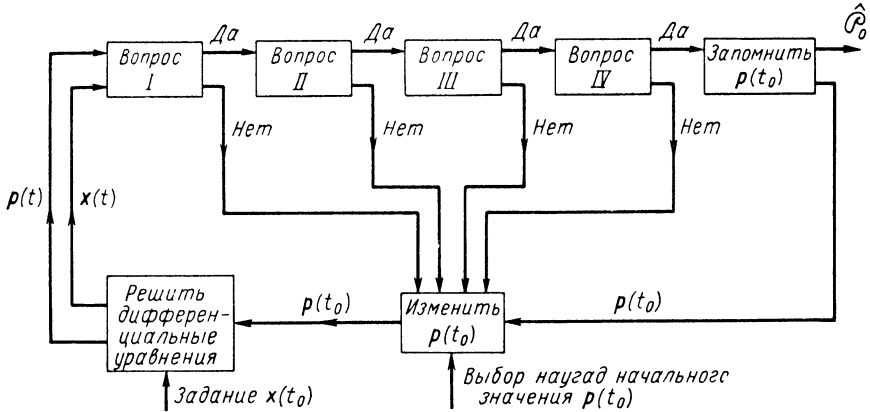 Да
Да
Да
Да
𝒫̂₀
Вопрос
I
Вопрос
II
Вопрос
III
Вопрос
IV
Запомнить
p(t₀)
Нет
Нет
Нет
Нет
p(t)
x(t)
Решить
дифферен-
циальные
уравнения
p(t₀)
Изменить
p(t₀)
p(t₀)
Задание x(t₀)
Выбор наугад начального
значения p(t₀)